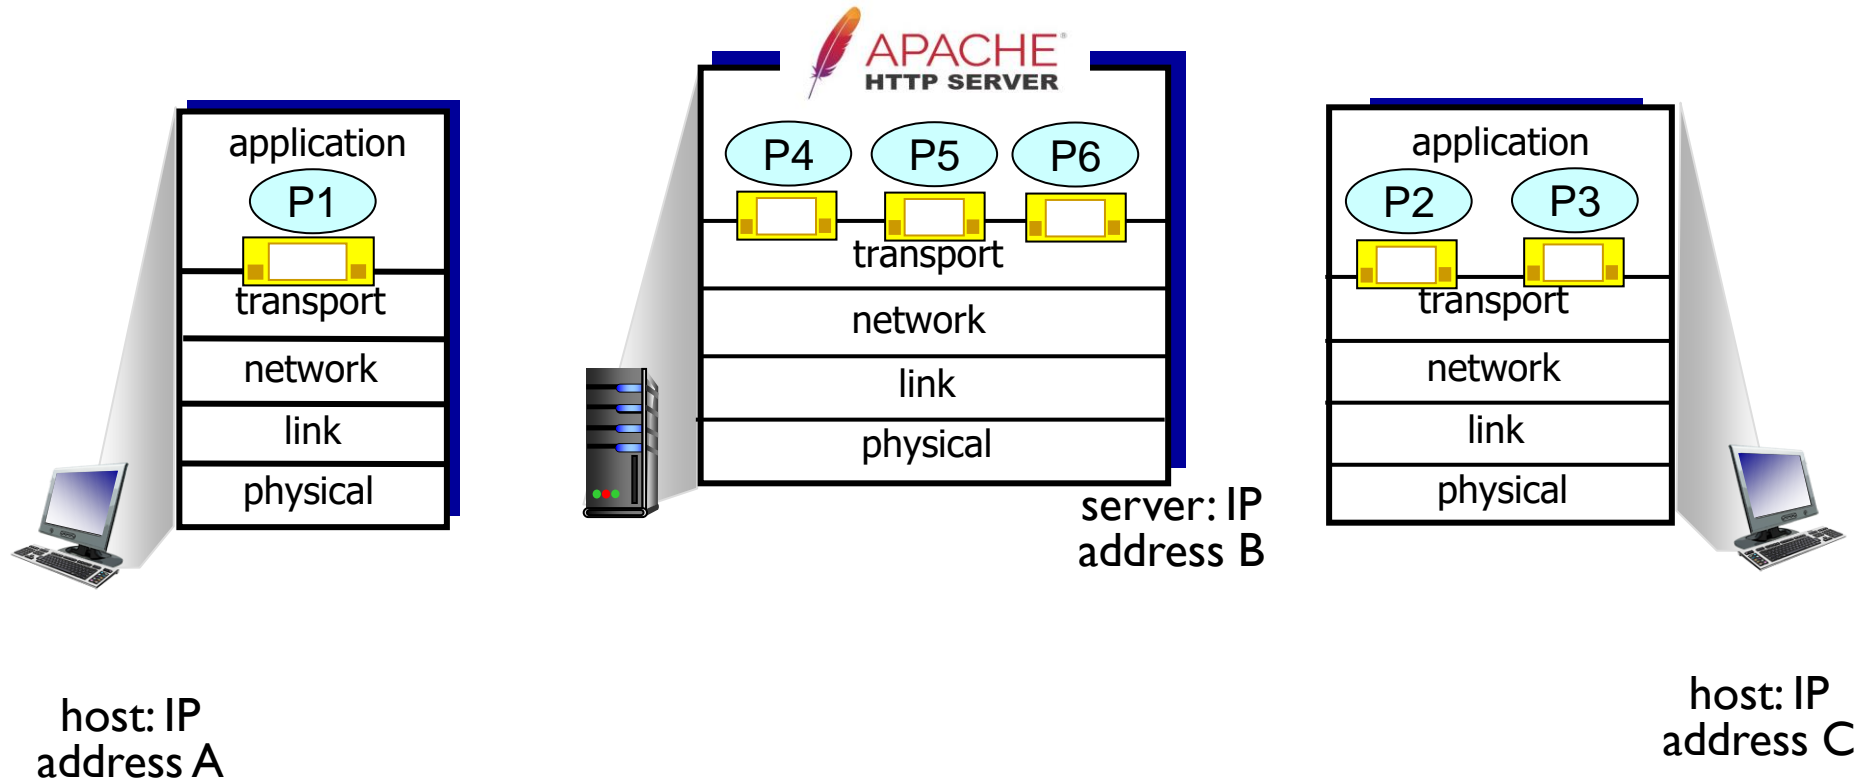 application
P1
transport
network
link
physical
host: IP
address A
APACHE®
HTTP SERVER
P4 P5 P6
transport
network
link
physical
server: IP
address B
application
P2 P3
transport
network
link
physical
host: IP
address C